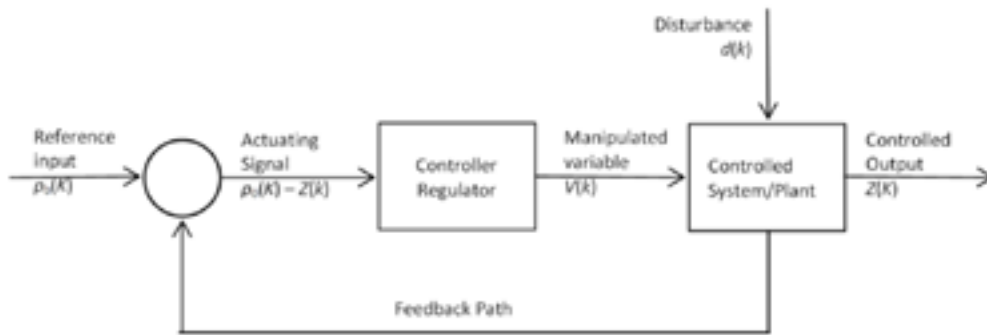 Disturbance
d(k)
Reference
input
ρ₀(K)
Actuating
Signal
ρ₀(K) – Z(k)
Controller
Regulator
Manipulated
variable
V(k)
Controlled
System/Plant
Controlled
Output
Z(K)
Feedback Path